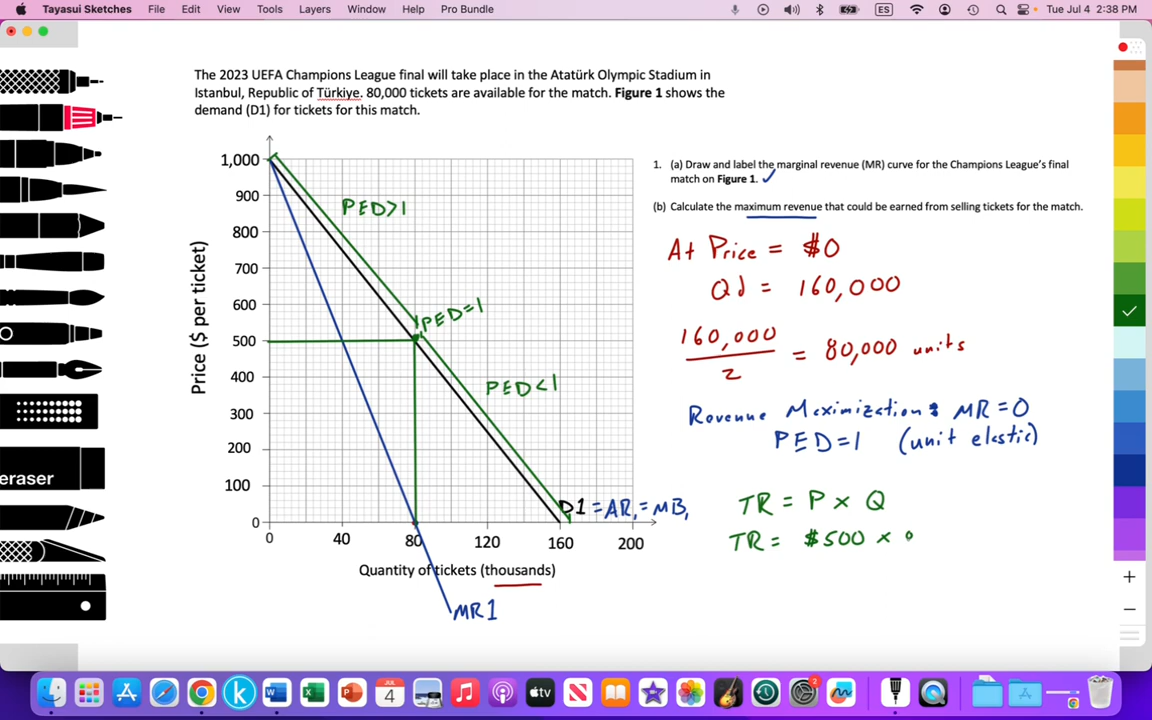 Tayasui Sketches File Edit View Tools Layers Window Help Pro Bundle ES Tue Jul 4 2:38 PM
The 2023 UEFA Champions League final will take place in the Atatürk Olympic Stadium in
Istanbul, Republic of Türkiye. 80,000 tickets are available for the match. Figure 1 shows the
demand (D1) for tickets for this match.
1. (a) Draw and label the marginal revenue (MR) curve for the Champions League's final
match on Figure 1.
(b) Calculate the maximum revenue that could be earned from selling tickets for the match.
Price ($ per ticket)
1,000
900
800
700
600
500
400
300
200
100
0
PED>1
PED=1
PED<1
D1 = AR, = MB,
0 40 80 120 160 200
Quantity of tickets (thousands)
MR1
At Price = $0
Qd = 160,000
160,000
2
= 80,000 units
Revenue Maximization: MR=0
PED=1 (unit elastic)
TR = P × Q
TR = $500 ×
eraser
+
−
JUL
4
tv
2